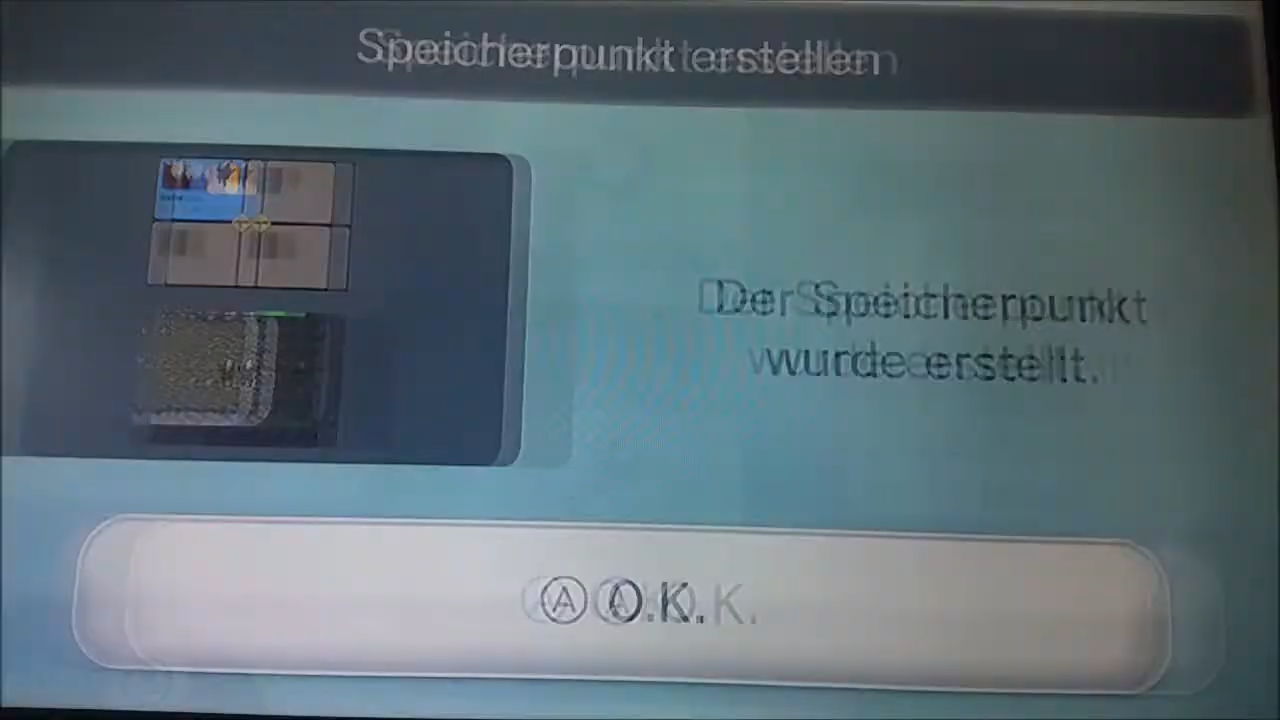 Speicherpunkt erstellen
Der Speicherpunkt
wurde erstellt.
Ⓐ O.K.